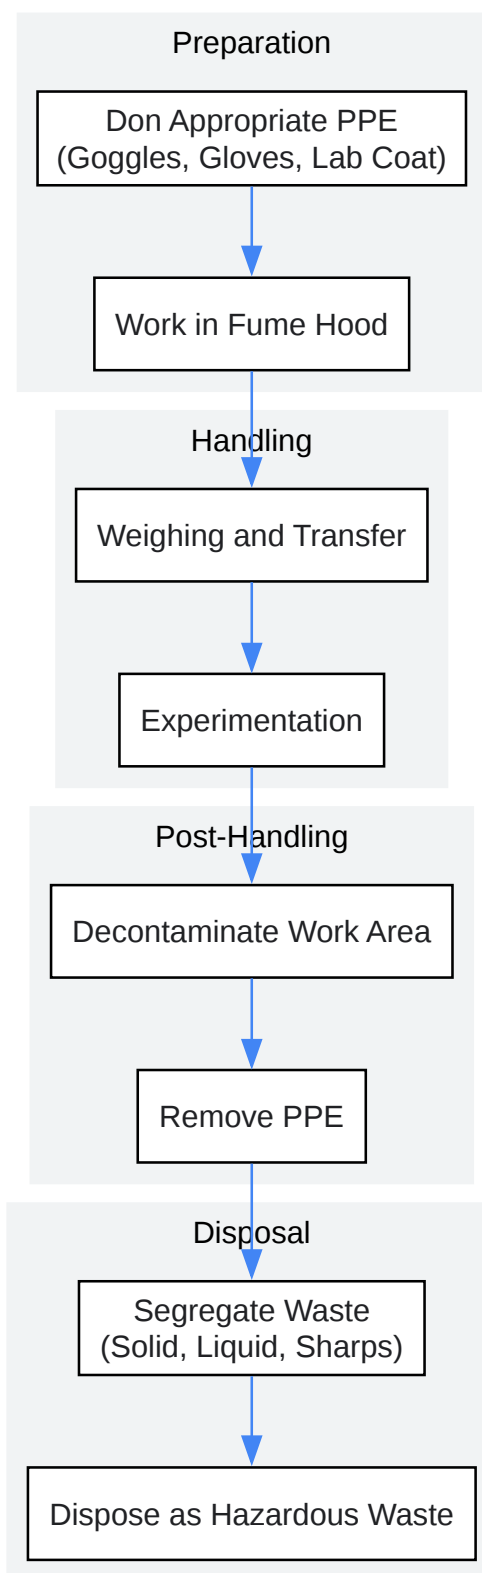 Preparation
Don Appropriate PPE
(Goggles, Gloves, Lab Coat)
Work in Fume Hood
Handling
Weighing and Transfer
Experimentation
Post-Handling
Decontaminate Work Area
Remove PPE
Disposal
Segregate Waste
(Solid, Liquid, Sharps)
Dispose as Hazardous Waste